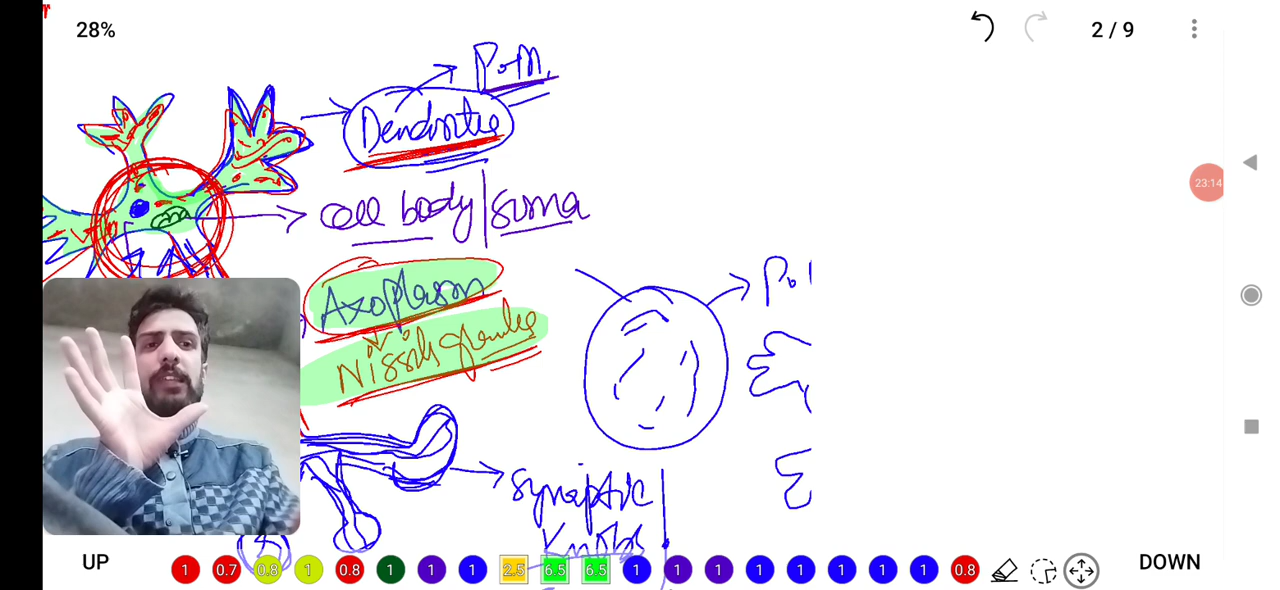 28%
2 / 9
P.M.
Dendrite
23:14
Cell body | Soma
Axoplasm
Nissils granules
Synaptic
Knobs
UP
1 0.7 0.8 1 0.8 1 1 1 2.5 6.5 6.5 1 1 1 1 1 1 1 1 0.8
DOWN